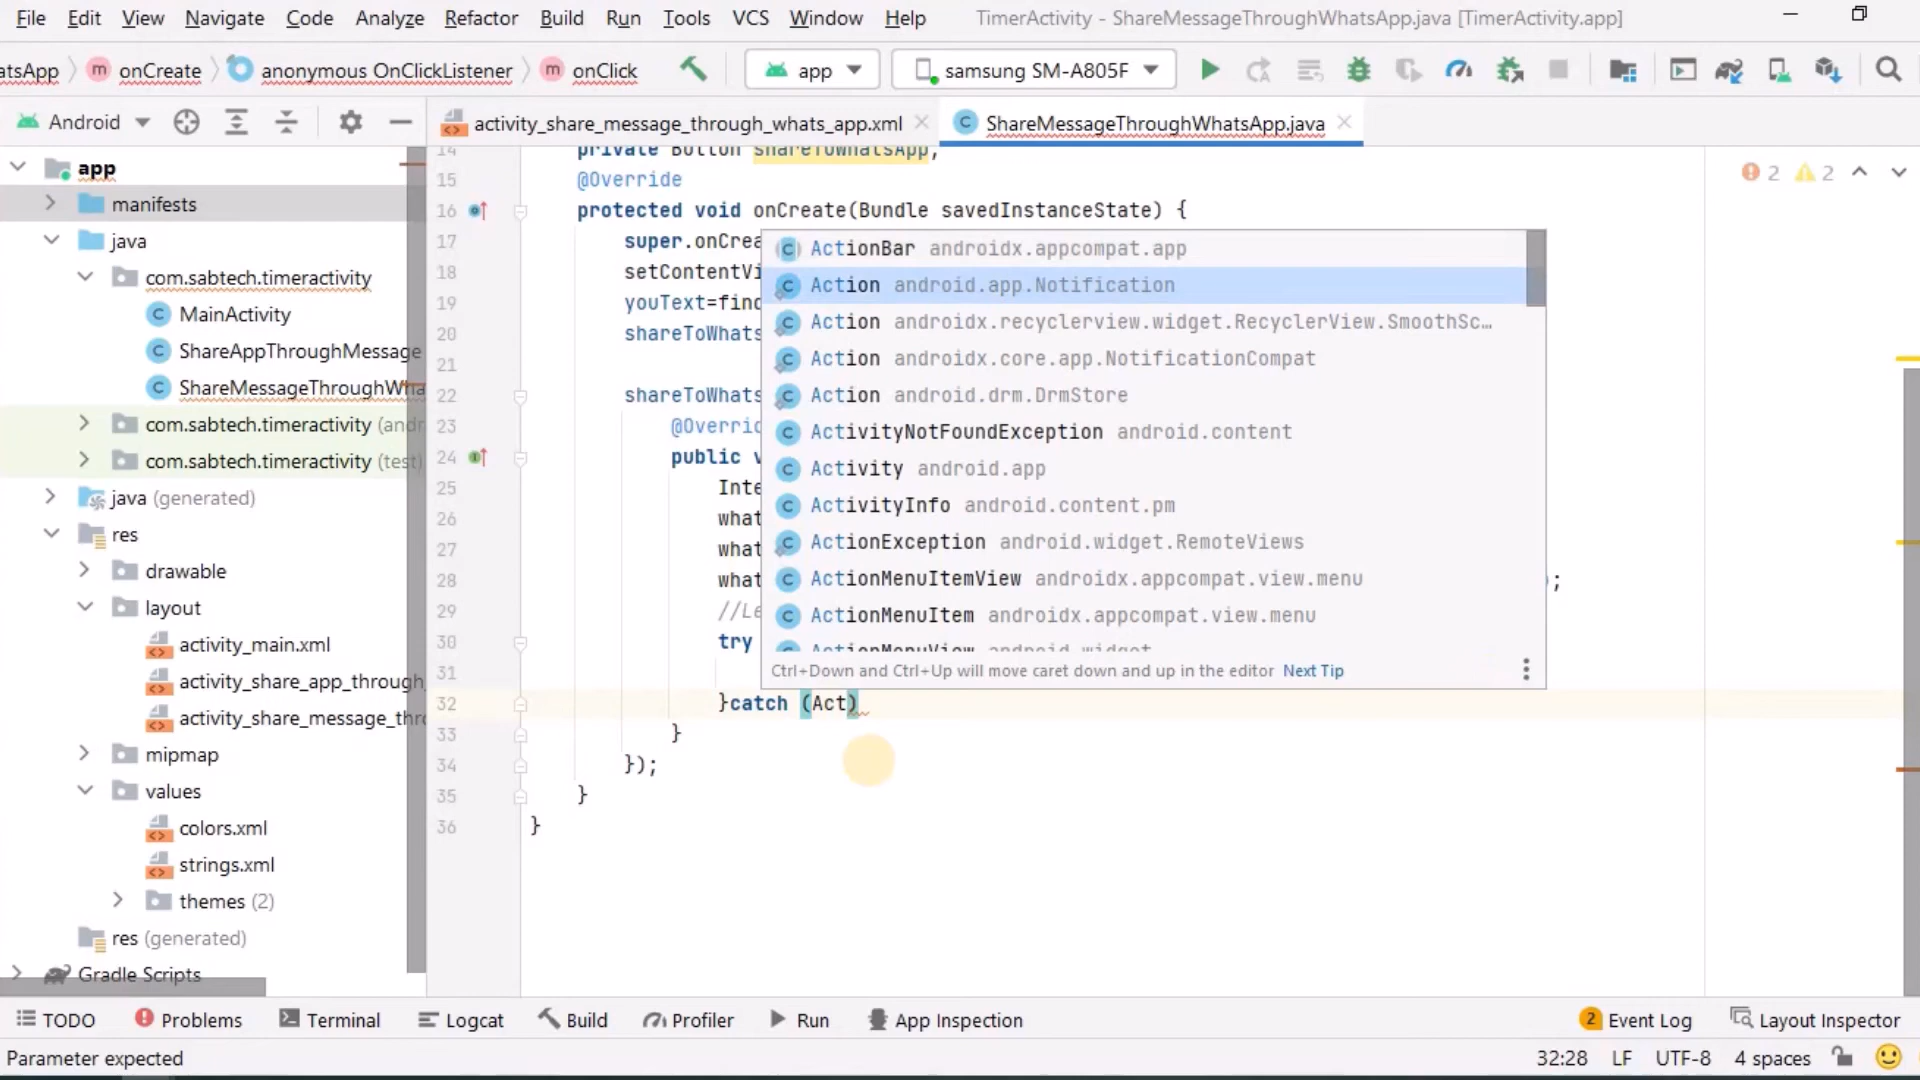 File Edit View Navigate Code Analyze Refactor Build Run Tools VCS Window Help TimerActivity - ShareMessageThroughWhatsApp.java [TimerActivity.app]
atsApp onCreate anonymous OnClickListener onClick app samsung SM-A805F
Android
activity_share_message_through_whats_app.xml ShareMessageThroughWhatsApp.java
app
manifests
java
com.sabtech.timeractivity
MainActivity
ShareAppThroughMessage
ShareMessageThroughWha
com.sabtech.timeractivity (andr
com.sabtech.timeractivity (test)
java (generated)
res
drawable
layout
activity_main.xml
activity_share_app_through_
activity_share_message_thro
mipmap
values
colors.xml
strings.xml
themes (2)
res (generated)
Gradle Scripts
14 private Button shareToWhatsApp;
15 @Override
16 protected void onCreate(Bundle savedInstanceState) {
17 super.onCrea
18 setContentVi
19 youText=find
20 shareToWhats
21
22 shareToWhats
23 @Overrid
24 public v
25 Inte
26 what
27 what
28 what );
29 //Le
30 try
31
32 }catch (Act)
33 }
34 });
35 }
36 }
2 2
ActionBar androidx.appcompat.app
Action android.app.Notification
Action androidx.recyclerview.widget.RecyclerView.SmoothSc…
Action androidx.core.app.NotificationCompat
Action android.drm.DrmStore
ActivityNotFoundException android.content
Activity android.app
ActivityInfo android.content.pm
ActionException android.widget.RemoteViews
ActionMenuItemView androidx.appcompat.view.menu
ActionMenuItem androidx.appcompat.view.menu
ActionMenuView android.widget
Ctrl+Down and Ctrl+Up will move caret down and up in the editor Next Tip
TODO Problems Terminal Logcat Build Profiler Run App Inspection 2 Event Log Layout Inspector
Parameter expected 32:28 LF UTF-8 4 spaces